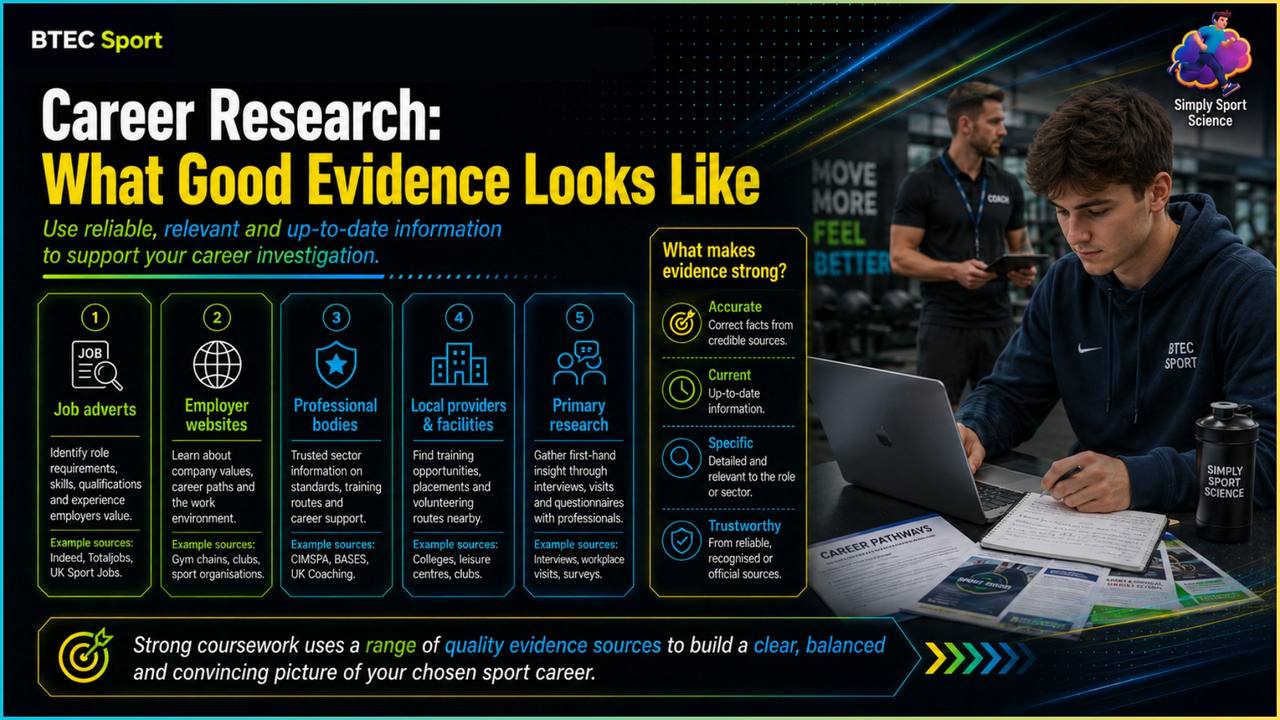 BTEC Sport
Simply Sport
Science
Career Research:
What Good Evidence Looks Like
Use reliable, relevant and up-to-date information
to support your career investigation.
1
JOB
Job adverts
Identify role
requirements,
skills, qualifications
and experience
employers value.
Example sources:
Indeed, Totaljobs,
UK Sport Jobs.
2
Employer
websites
Learn about
company values,
career paths and
the work
environment.
Example sources:
Gym chains, clubs,
sport organisations.
3
Professional
bodies
Trusted sector
information on
standards, training
routes and
career support.
Example sources:
CIMSPA, BASES,
UK Coaching.
4
Local providers
& facilities
Find training
opportunities,
placements and
volunteering
routes nearby.
Example sources:
Colleges, leisure
centres, clubs.
5
Primary
research
Gather first-hand
insight through
interviews, visits
and questionnaires
with professionals.
Example sources:
Interviews, workplace
visits, surveys.
What makes
evidence strong?
Accurate
Correct facts from
credible sources.
Current
Up-to-date
information.
Specific
Detailed and
relevant to the role
or sector.
Trustworthy
From reliable,
recognised or
official sources.
MOVE
MORE
FEEL
BETTER
COACH
BTEC
SPORT
SIMPLY
SPORT
SCIENCE
CAREER PATHWAYS
Strong coursework uses a range of quality evidence sources to build a clear, balanced
and convincing picture of your chosen sport career.